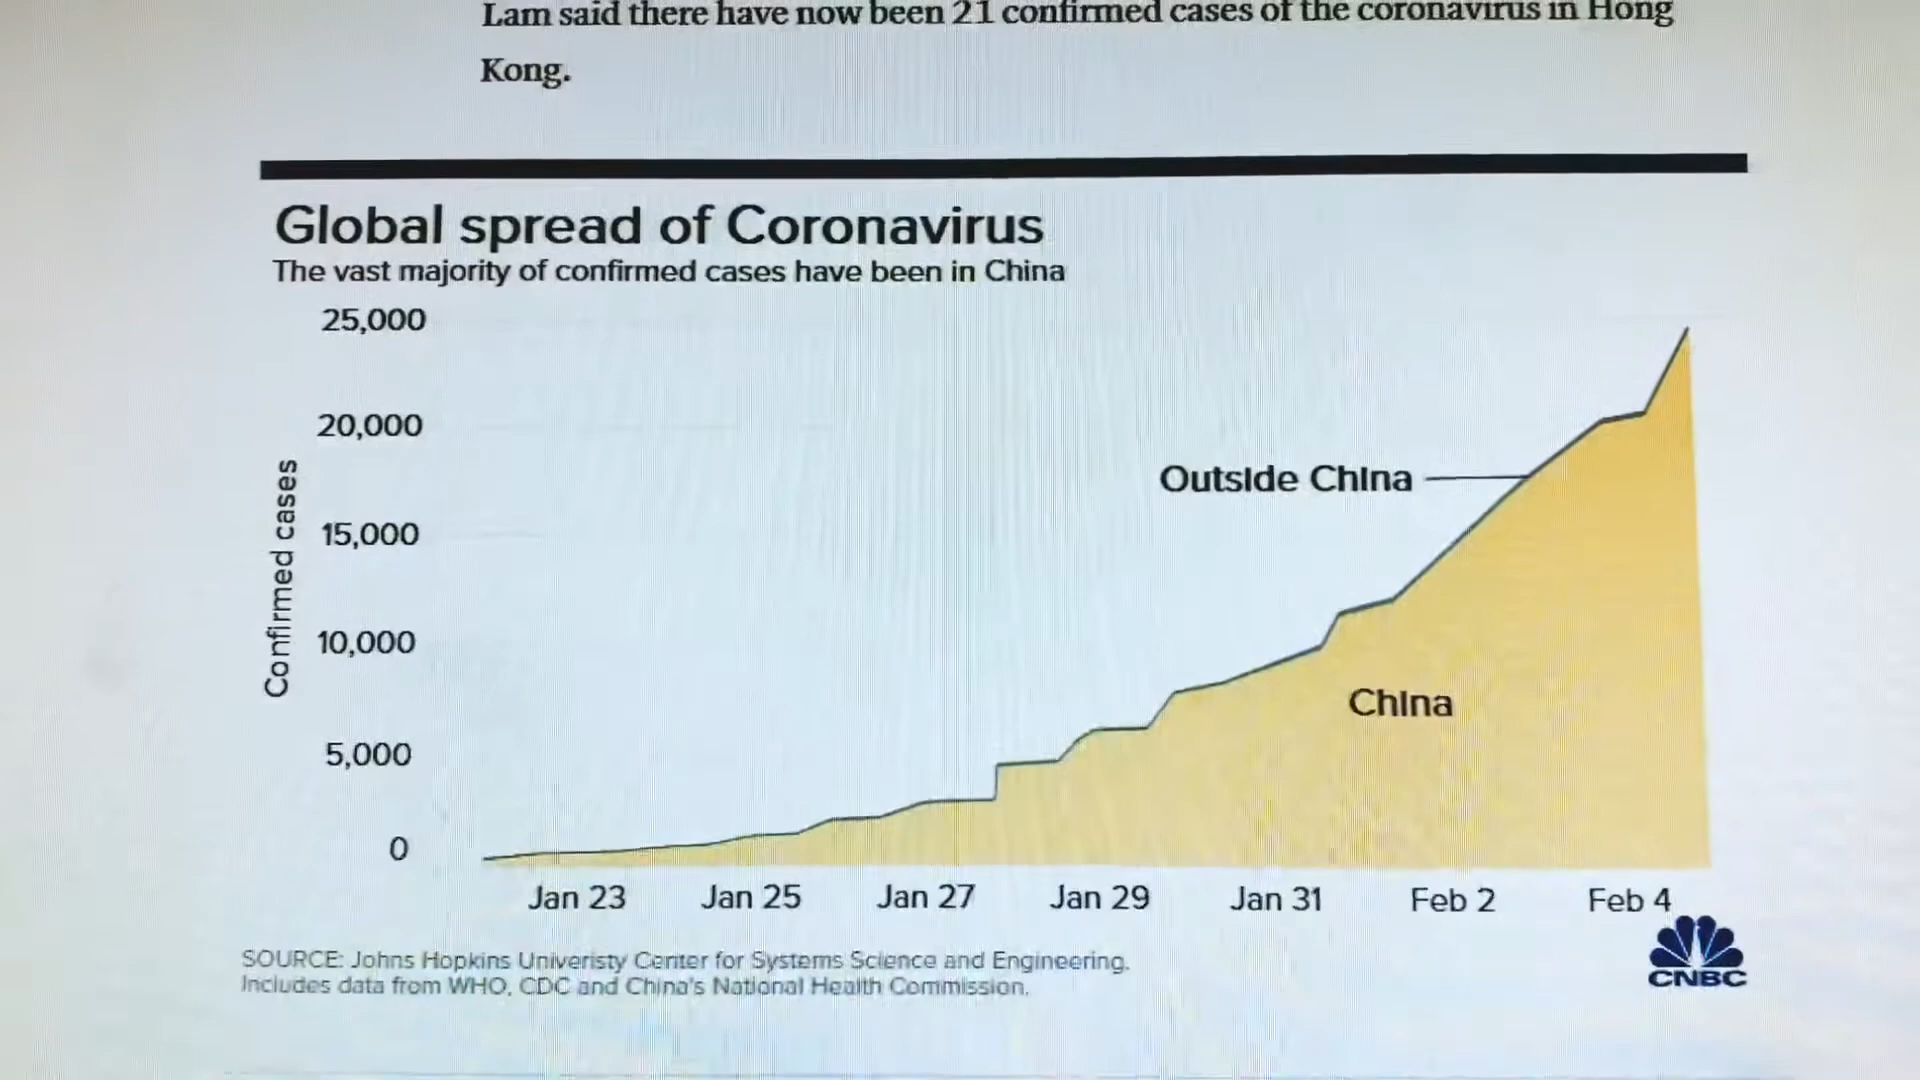 Lam said there have now been 21 confirmed cases of the coronavirus in Hong
Kong.
Global spread of Coronavirus
The vast majority of confirmed cases have been in China
25,000
20,000
15,000
10,000
5,000
0
Confirmed cases
Outside China
China
Jan 23
Jan 25
Jan 27
Jan 29
Jan 31
Feb 2
Feb 4
SOURCE: Johns Hopkins Univeristy Center for Systems Science and Engineering.
Includes data from WHO, CDC and China's National Health Commission.
CNBC